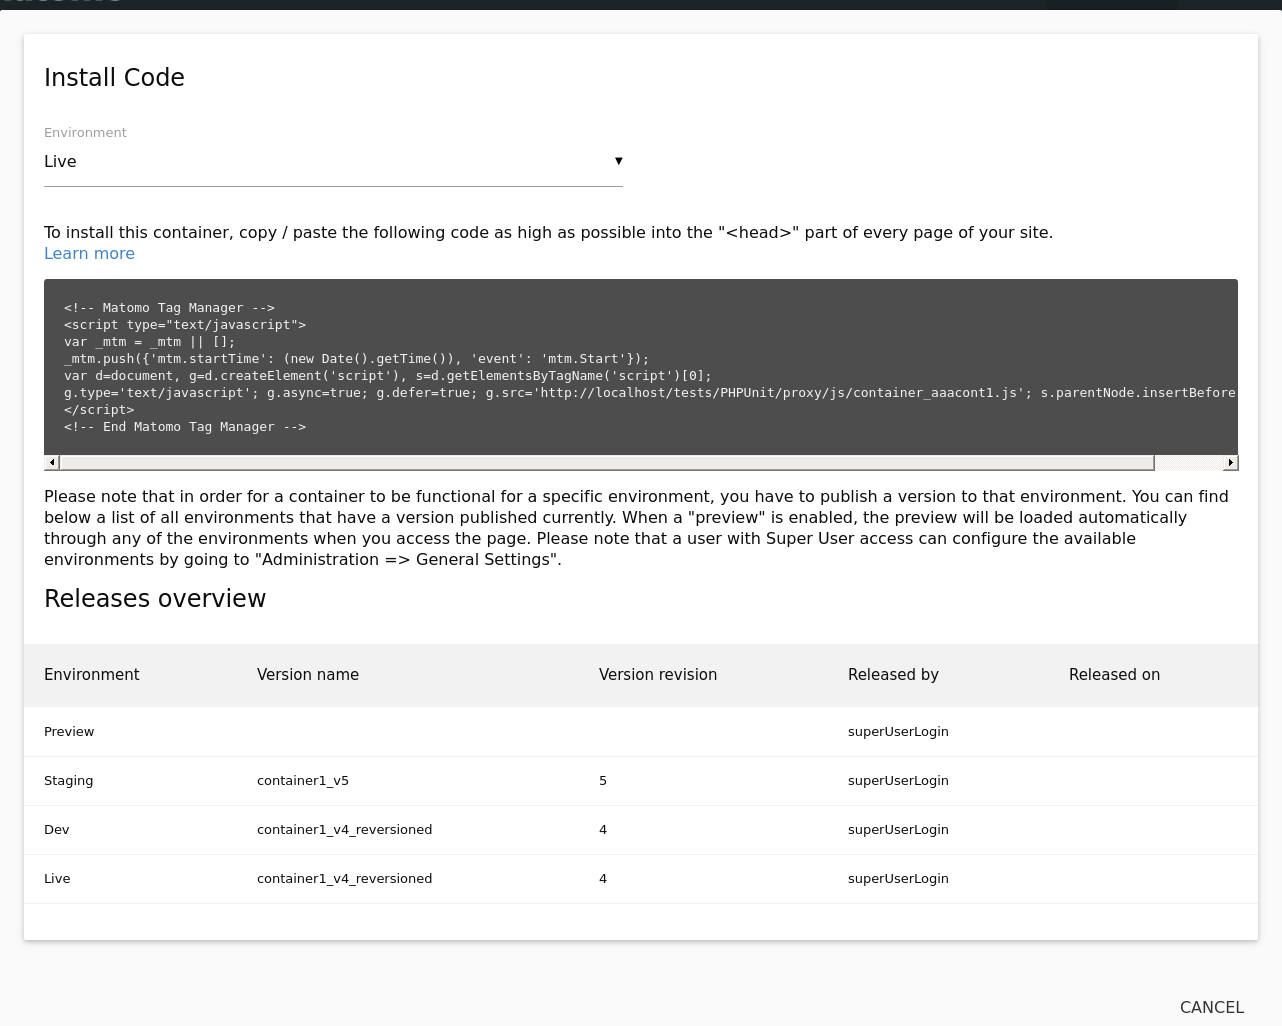 Install Code
Environment
Live
To install this container, copy / paste the following code as high as possible into the "<head>" part of every page of your site.
Learn more
<!-- Matomo Tag Manager -->
<script type="text/javascript">
var _mtm = _mtm || [];
_mtm.push({'mtm.startTime': (new Date().getTime()), 'event': 'mtm.Start'});
var d=document, g=d.createElement('script'), s=d.getElementsByTagName('script')[0];
g.type='text/javascript'; g.async=true; g.defer=true; g.src='http://localhost/tests/PHPUnit/proxy/js/container_aaacont1.js'; s.parentNode.insertBefore
</script>
<!-- End Matomo Tag Manager -->
Please note that in order for a container to be functional for a specific environment, you have to publish a version to that environment. You can find
below a list of all environments that have a version published currently. When a "preview" is enabled, the preview will be loaded automatically
through any of the environments when you access the page. Please note that a user with Super User access can configure the available
environments by going to "Administration => General Settings".
Releases overview
Environment Version name Version revision Released by Released on
Preview superUserLogin
Staging container1_v5 5 superUserLogin
Dev container1_v4_reversioned 4 superUserLogin
Live container1_v4_reversioned 4 superUserLogin
CANCEL